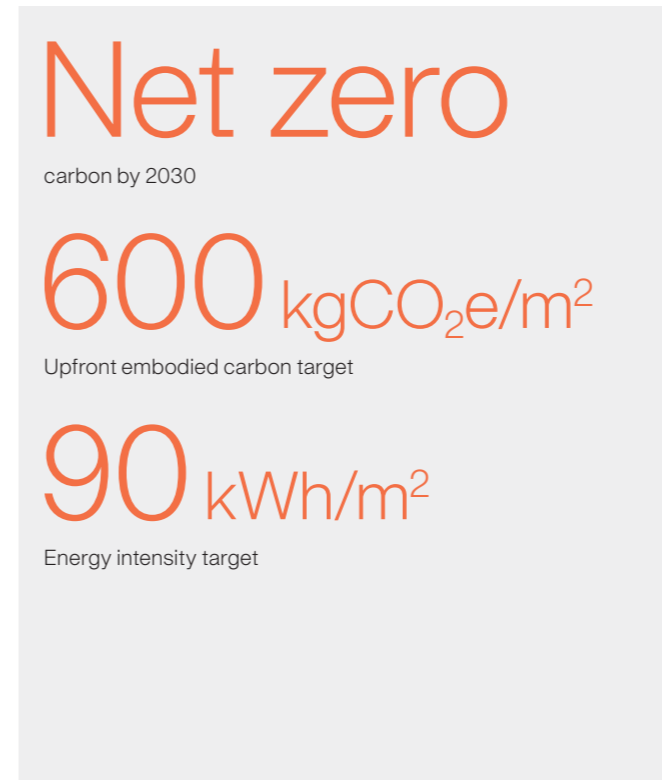 Net zero
carbon by 2030
600 kgCO₂e/m²
Upfront embodied carbon target
90 kWh/m²
Energy intensity target